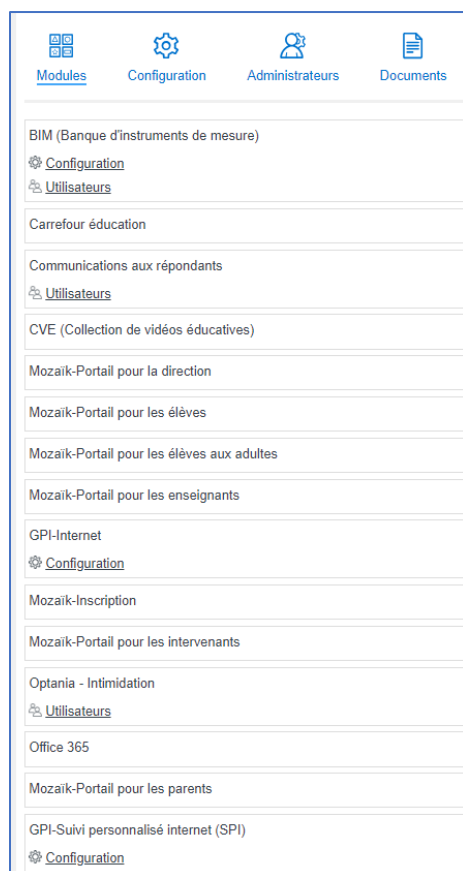 Modules Configuration Administrateurs Documents
BIM (Banque d'instruments de mesure)
Configuration
Utilisateurs
Carrefour éducation
Communications aux répondants
Utilisateurs
CVE (Collection de vidéos éducatives)
Mozaïk-Portail pour la direction
Mozaïk-Portail pour les élèves
Mozaïk-Portail pour les élèves aux adultes
Mozaïk-Portail pour les enseignants
GPI-Internet
Configuration
Mozaïk-Inscription
Mozaïk-Portail pour les intervenants
Optania - Intimidation
Utilisateurs
Office 365
Mozaïk-Portail pour les parents
GPI-Suivi personnalisé internet (SPI)
Configuration